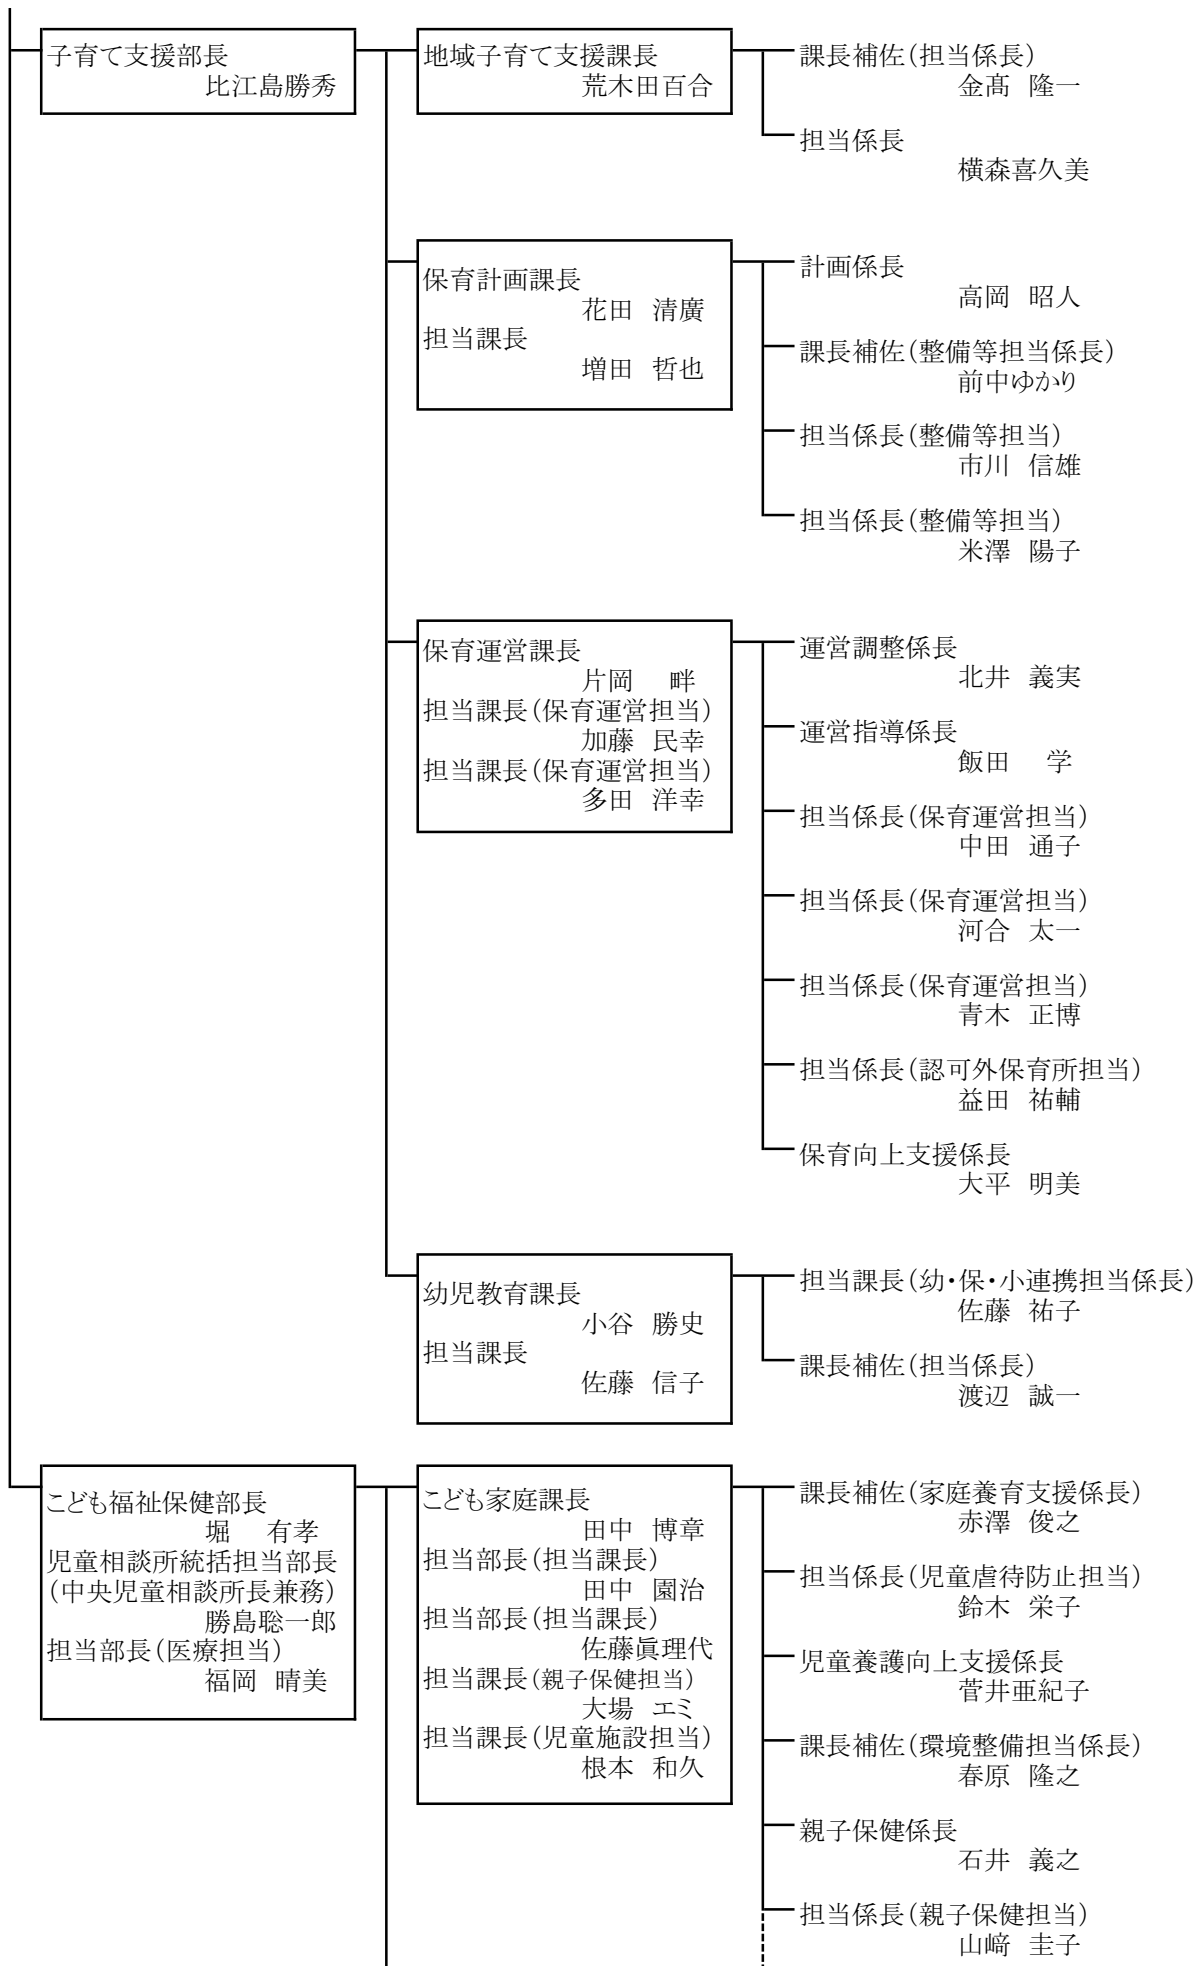 子育て支援部長
比江島勝秀
地域子育て支援課長
荒木田百合
課長補佐(担当係長)
金髙 隆一
担当係長
横森喜久美
保育計画課長
花田 清廣
担当課長
増田 哲也
計画係長
高岡 昭人
課長補佐(整備等担当係長)
前中ゆかり
担当係長(整備等担当)
市川 信雄
担当係長(整備等担当)
米澤 陽子
保育運営課長
片岡 畔
担当課長(保育運営担当)
加藤 民幸
担当課長(保育運営担当)
多田 洋幸
運営調整係長
北井 義実
運営指導係長
飯田 学
担当係長(保育運営担当)
中田 通子
担当係長(保育運営担当)
河合 太一
担当係長(保育運営担当)
青木 正博
担当係長(認可外保育所担当)
益田 祐輔
保育向上支援係長
大平 明美
幼児教育課長
小谷 勝史
担当課長
佐藤 信子
担当課長(幼・保・小連携担当係長)
佐藤 祐子
課長補佐(担当係長)
渡辺 誠一
こども福祉保健部長
堀 有孝
児童相談所統括担当部長
(中央児童相談所長兼務)
勝島聡一郎
担当部長(医療担当)
福岡 晴美
こども家庭課長
田中 博章
担当部長(担当課長)
田中 園治
担当部長(担当課長)
佐藤眞理代
担当課長(親子保健担当)
大場 エミ
担当課長(児童施設担当)
根本 和久
課長補佐(家庭養育支援係長)
赤澤 俊之
担当係長(児童虐待防止担当)
鈴木 栄子
児童養護向上支援係長
菅井亜紀子
課長補佐(環境整備担当係長)
春原 隆之
親子保健係長
石井 義之
担当係長(親子保健担当)
山﨑 圭子